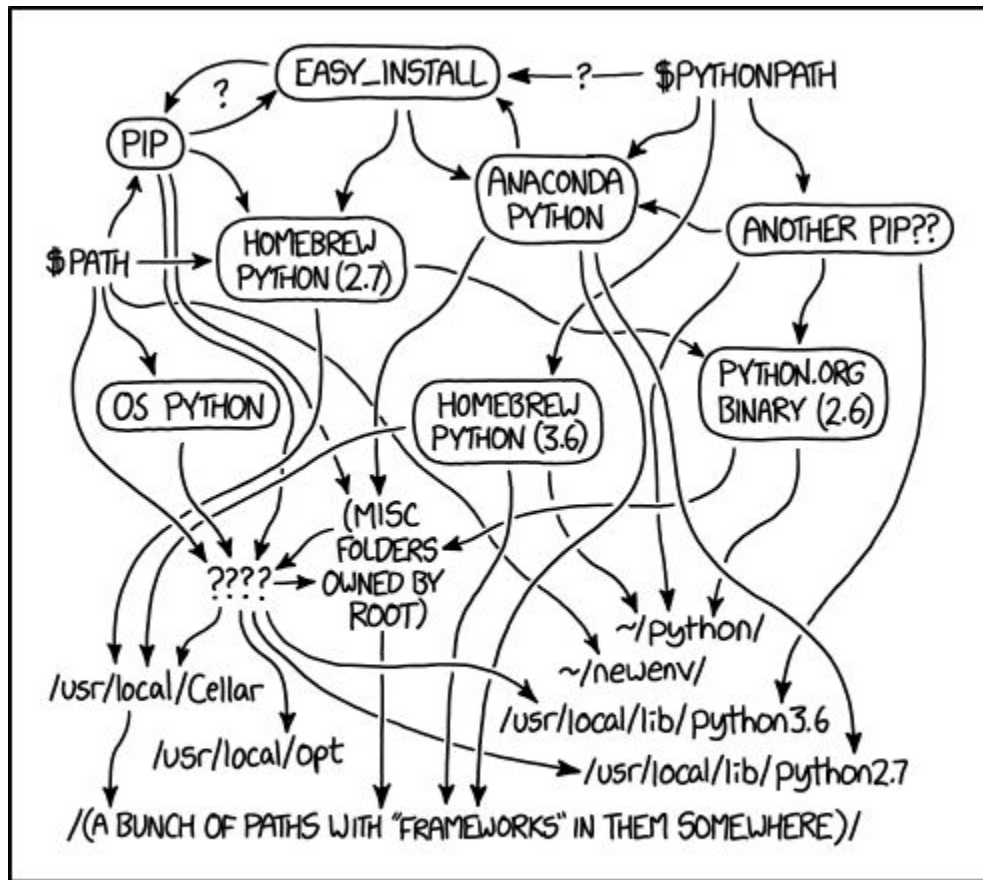 EASY_INSTALL
?
$PYTHONPATH
?
PIP
ANACONDA
PYTHON
ANOTHER PIP??
HOMEBREW
PYTHON (2.7)
$PATH
OS PYTHON
HOMEBREW
PYTHON (3.6)
PYTHON.ORG
BINARY (2.6)
(MISC
FOLDERS
OWNED BY
ROOT)
????
~/python/
~/newenv/
/usr/local/Cellar
/usr/local/lib/python3.6
/usr/local/opt
/usr/local/lib/python2.7
/(A BUNCH OF PATHS WITH "FRAMEWORKS" IN THEM SOMEWHERE)/